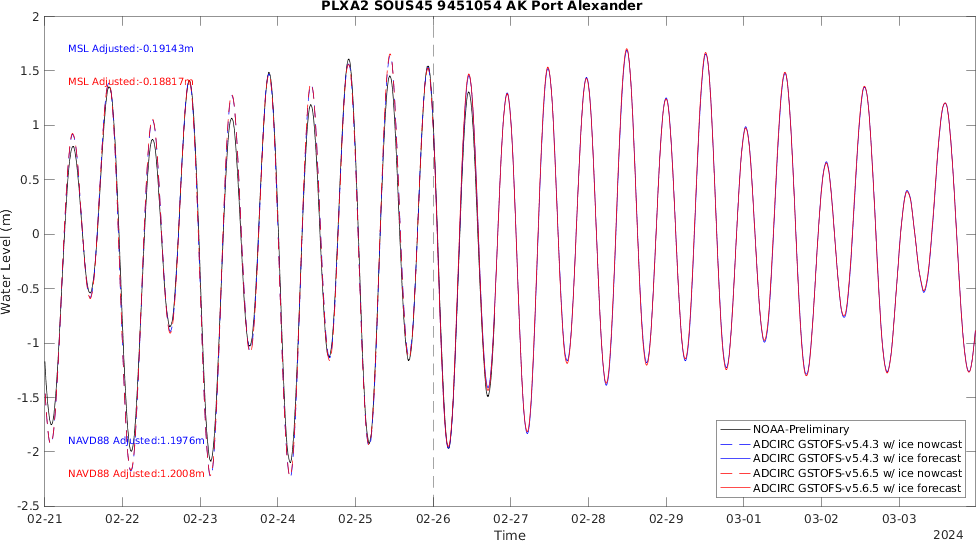 PLXA2 SOUS45 9451054 AK Port Alexander
2
1.5
1
0.5
0
-0.5
-1
-1.5
-2
-2.5
Water Level (m)
MSL Adjusted:-0.19143m
MSL Adjusted:-0.18817m
NAVD88 Adjusted:1.1976m
NAVD88 Adjusted:1.2008m
NOAA-Preliminary
ADCIRC GSTOFS-v5.4.3 w/ ice nowcast
ADCIRC GSTOFS-v5.4.3 w/ ice forecast
ADCIRC GSTOFS-v5.6.5 w/ ice nowcast
ADCIRC GSTOFS-v5.6.5 w/ ice forecast
02-21 02-22 02-23 02-24 02-25 02-26 02-27 02-28 02-29 03-01 03-02 03-03
Time
2024